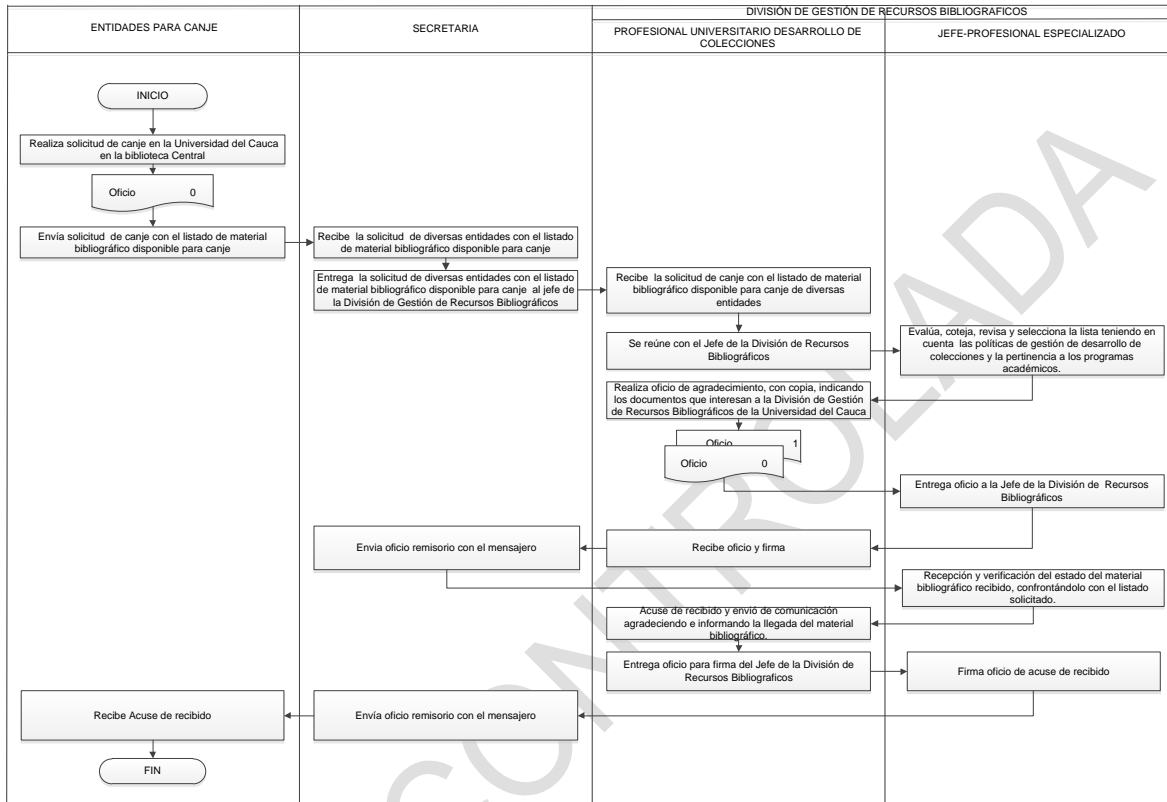 DIVISIÓN DE GESTIÓN DE RECURSOS BIBLIOGRAFICOS
ENTIDADES PARA CANJE
SECRETARIA
PROFESIONAL UNIVERSITARIO DESARROLLO DE
COLECCIONES
JEFE-PROFESIONAL ESPECIALIZADO
INICIO
Realiza solicitud de canje en la Universidad del Cauca
en la biblioteca Central
Oficio 0
Envía solicitud de canje con el listado de material
bibliográfico disponible para canje
Recibe la solicitud de diversas entidades con el listado
de material bibliográfico disponible para canje
Entrega la solicitud de diversas entidades con el listado
de material bibliográfico disponible para canje al jefe de
la División de Gestión de Recursos Bibliográficos
Recibe la solicitud de canje con el listado de material
bibliográfico disponible para canje de diversas
entidades
Se reúne con el Jefe de la División de Recursos
Bibliográficos
Evalúa, coteja, revisa y selecciona la lista teniendo en
cuenta las políticas de gestión de desarrollo de
colecciones y la pertinencia a los programas
académicos.
Realiza oficio de agradecimiento, con copia, indicando
los documentos que interesan a la División de Gestión
de Recursos Bibliográficos de la Universidad del Cauca
Oficio 1
Oficio 0
Entrega oficio a la Jefe de la División de Recursos
Bibliográficos
Recibe oficio y firma
Envia oficio remisorio con el mensajero
Recepción y verificación del estado del material
bibliográfico recibido, confrontándolo con el listado
solicitado.
Acuse de recibido y envió de comunicación
agradeciendo e informando la llegada del material
bibliográfico.
Entrega oficio para firma del Jefe de la División de
Recursos Bibliograficos
Firma oficio de acuse de recibido
Envía oficio remisorio con el mensajero
Recibe Acuse de recibido
FIN
CONTROLADA